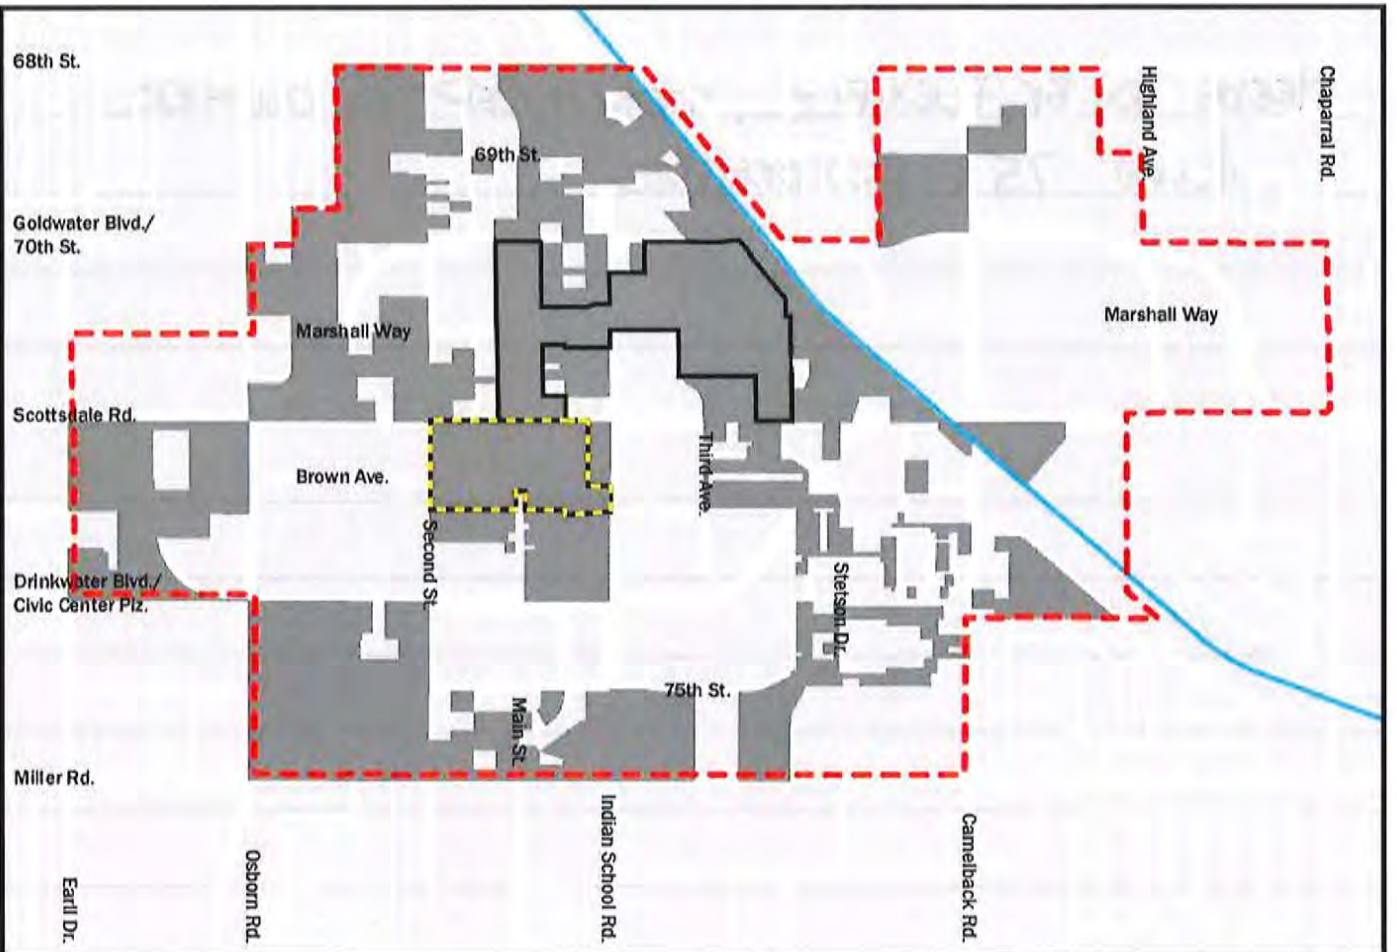 68th St.
Highland Ave.
Chaparral Rd.
69th St.
Goldwater Blvd./
70th St.
Marshall Way
Marshall Way
Scottsdale Rd.
Third Ave.
Brown Ave.
Second St.
Stetson Dr.
Drinkwater Blvd./
Civic Center Plz.
75th St.
Main St.
Miller Rd.
Indian School Rd.
Camelback Rd.
Osborn Rd.
Earll Dr.